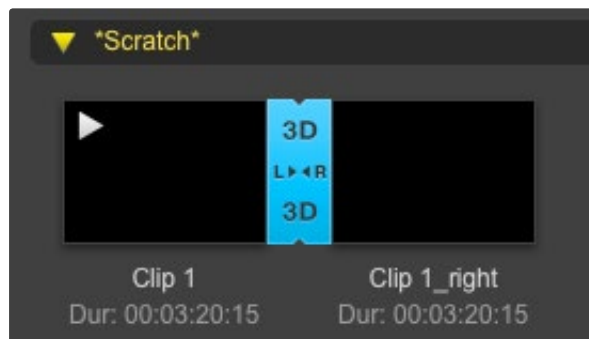 *Scratch*
3D
L R
3D
Clip 1 Clip 1_right
Dur: 00:03:20:15 Dur: 00:03:20:15